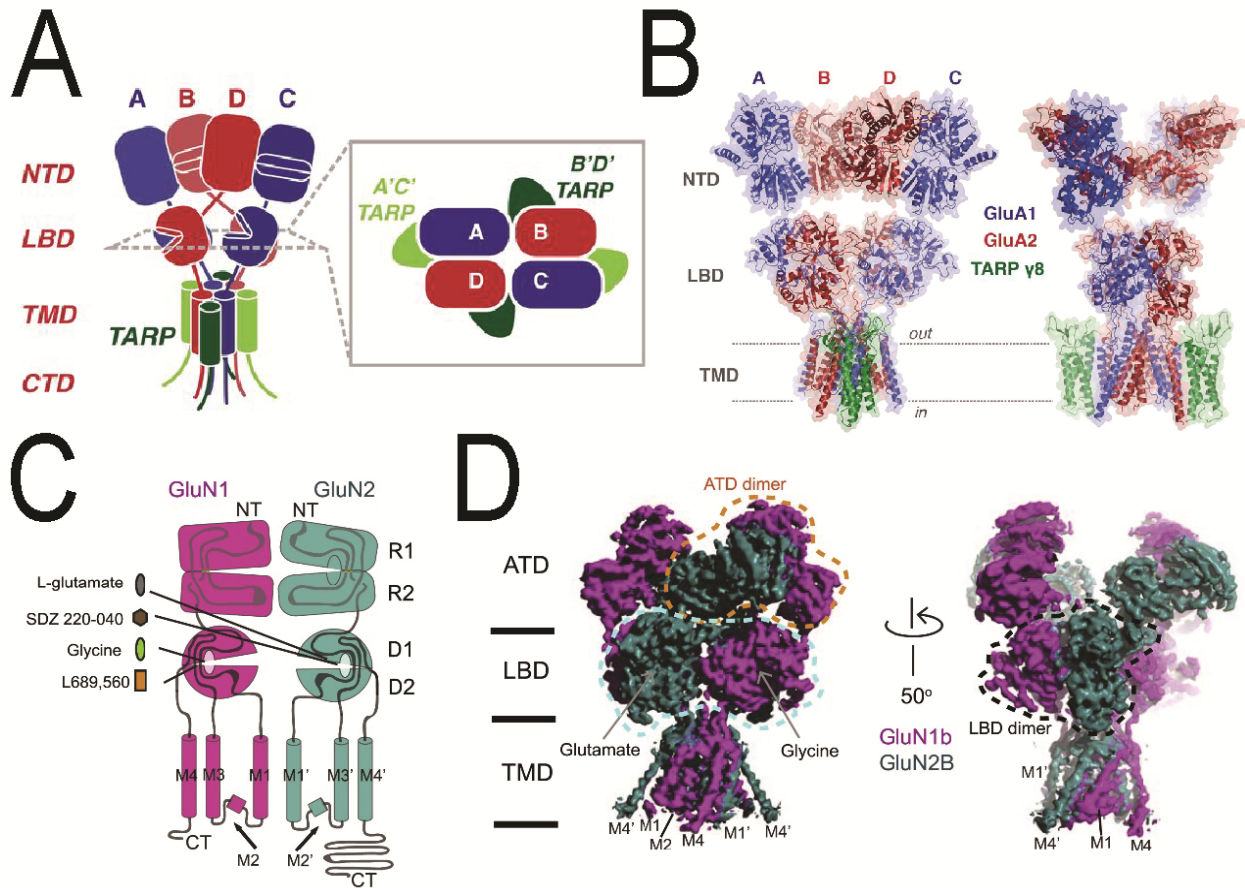 A
A B D C
NTD
LBD
TMD
TARP
CTD
A'C'
TARP
B'D'
TARP
A B
D C
B
A B D C
NTD
GluA1
GluA2
TARP γ8
LBD
out
TMD
in
C
GluN1 GluN2
NT NT
R1
R2
L-glutamate
SDZ 220-040
Glycine
L689,560
D1
D2
M4 M3 M1 M1' M3' M4'
CT
M2 M2'
CT
D
ATD dimer
ATD
LBD
50º
LBD dimer
Glutamate Glycine
GluN1b
GluN2B
TMD
M1'
M4' M1 M2 M4 M1' M4'
M4' M1 M4